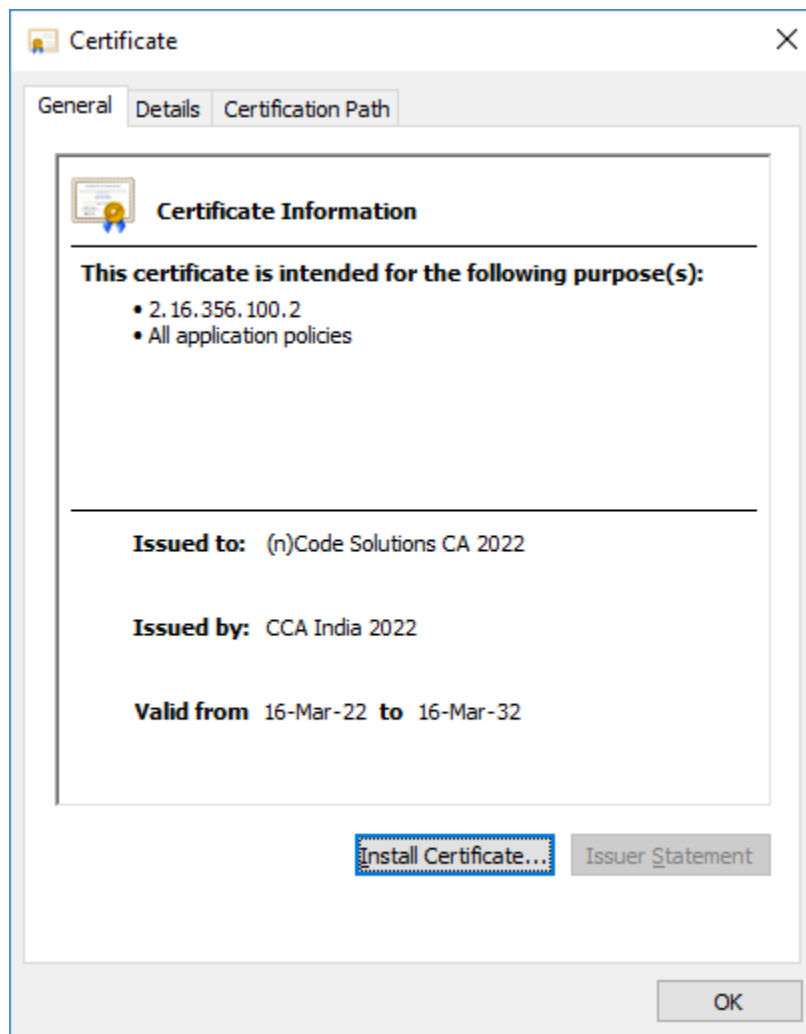 Certificate
General Details Certification Path
Certificate Information
This certificate is intended for the following purpose(s):
• 2.16.356.100.2
• All application policies
Issued to: (n)Code Solutions CA 2022
Issued by: CCA India 2022
Valid from 16-Mar-22 to 16-Mar-32
Install Certificate... Issuer Statement
OK